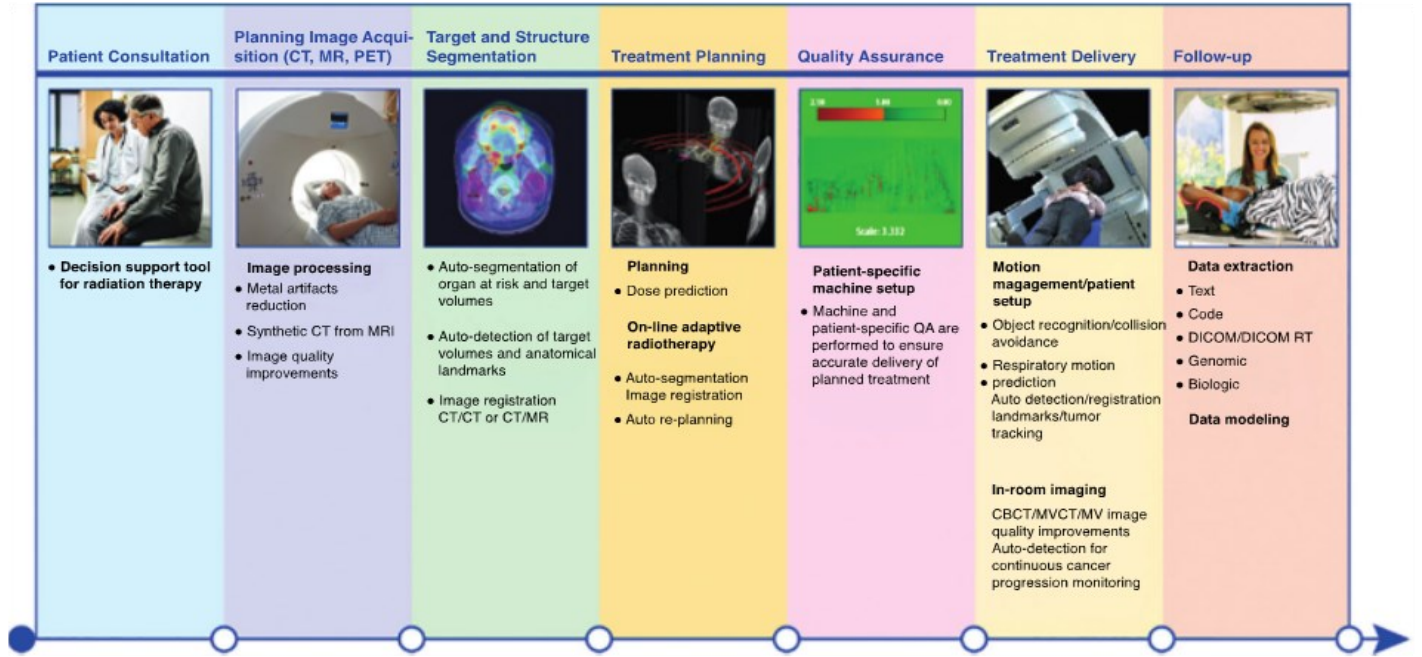 Patient Consultation
Planning Image Acqui-
sition (CT, MR, PET)
Target and Structure
Segmentation
Treatment Planning
Quality Assurance
Treatment Delivery
Follow-up
• Decision support tool
for radiation therapy
Image processing
• Metal artifacts
reduction
• Synthetic CT from MRI
• Image quality
improvements
• Auto-segmentation of
organ at risk and target
volumes
• Auto-detection of target
volumes and anatomical
landmarks
• Image registration
CT/CT or CT/MR
Planning
• Dose prediction
On-line adaptive
radiotherapy
• Auto-segmentation
Image registration
• Auto re-planning
Scale: 3.332
Patient-specific
machine setup
• Machine and
patient-specific QA are
performed to ensure
accurate delivery of
planned treatment
Motion
magagement/patient
setup
• Object recognition/collision
avoidance
• Respiratory motion
• prediction
Auto detection/registration
landmarks/tumor
tracking
In-room imaging
CBCT/MVCT/MV image
quality improvements
Auto-detection for
continuous cancer
progression monitoring
Data extraction
• Text
• Code
• DICOM/DICOM RT
• Genomic
• Biologic
Data modeling